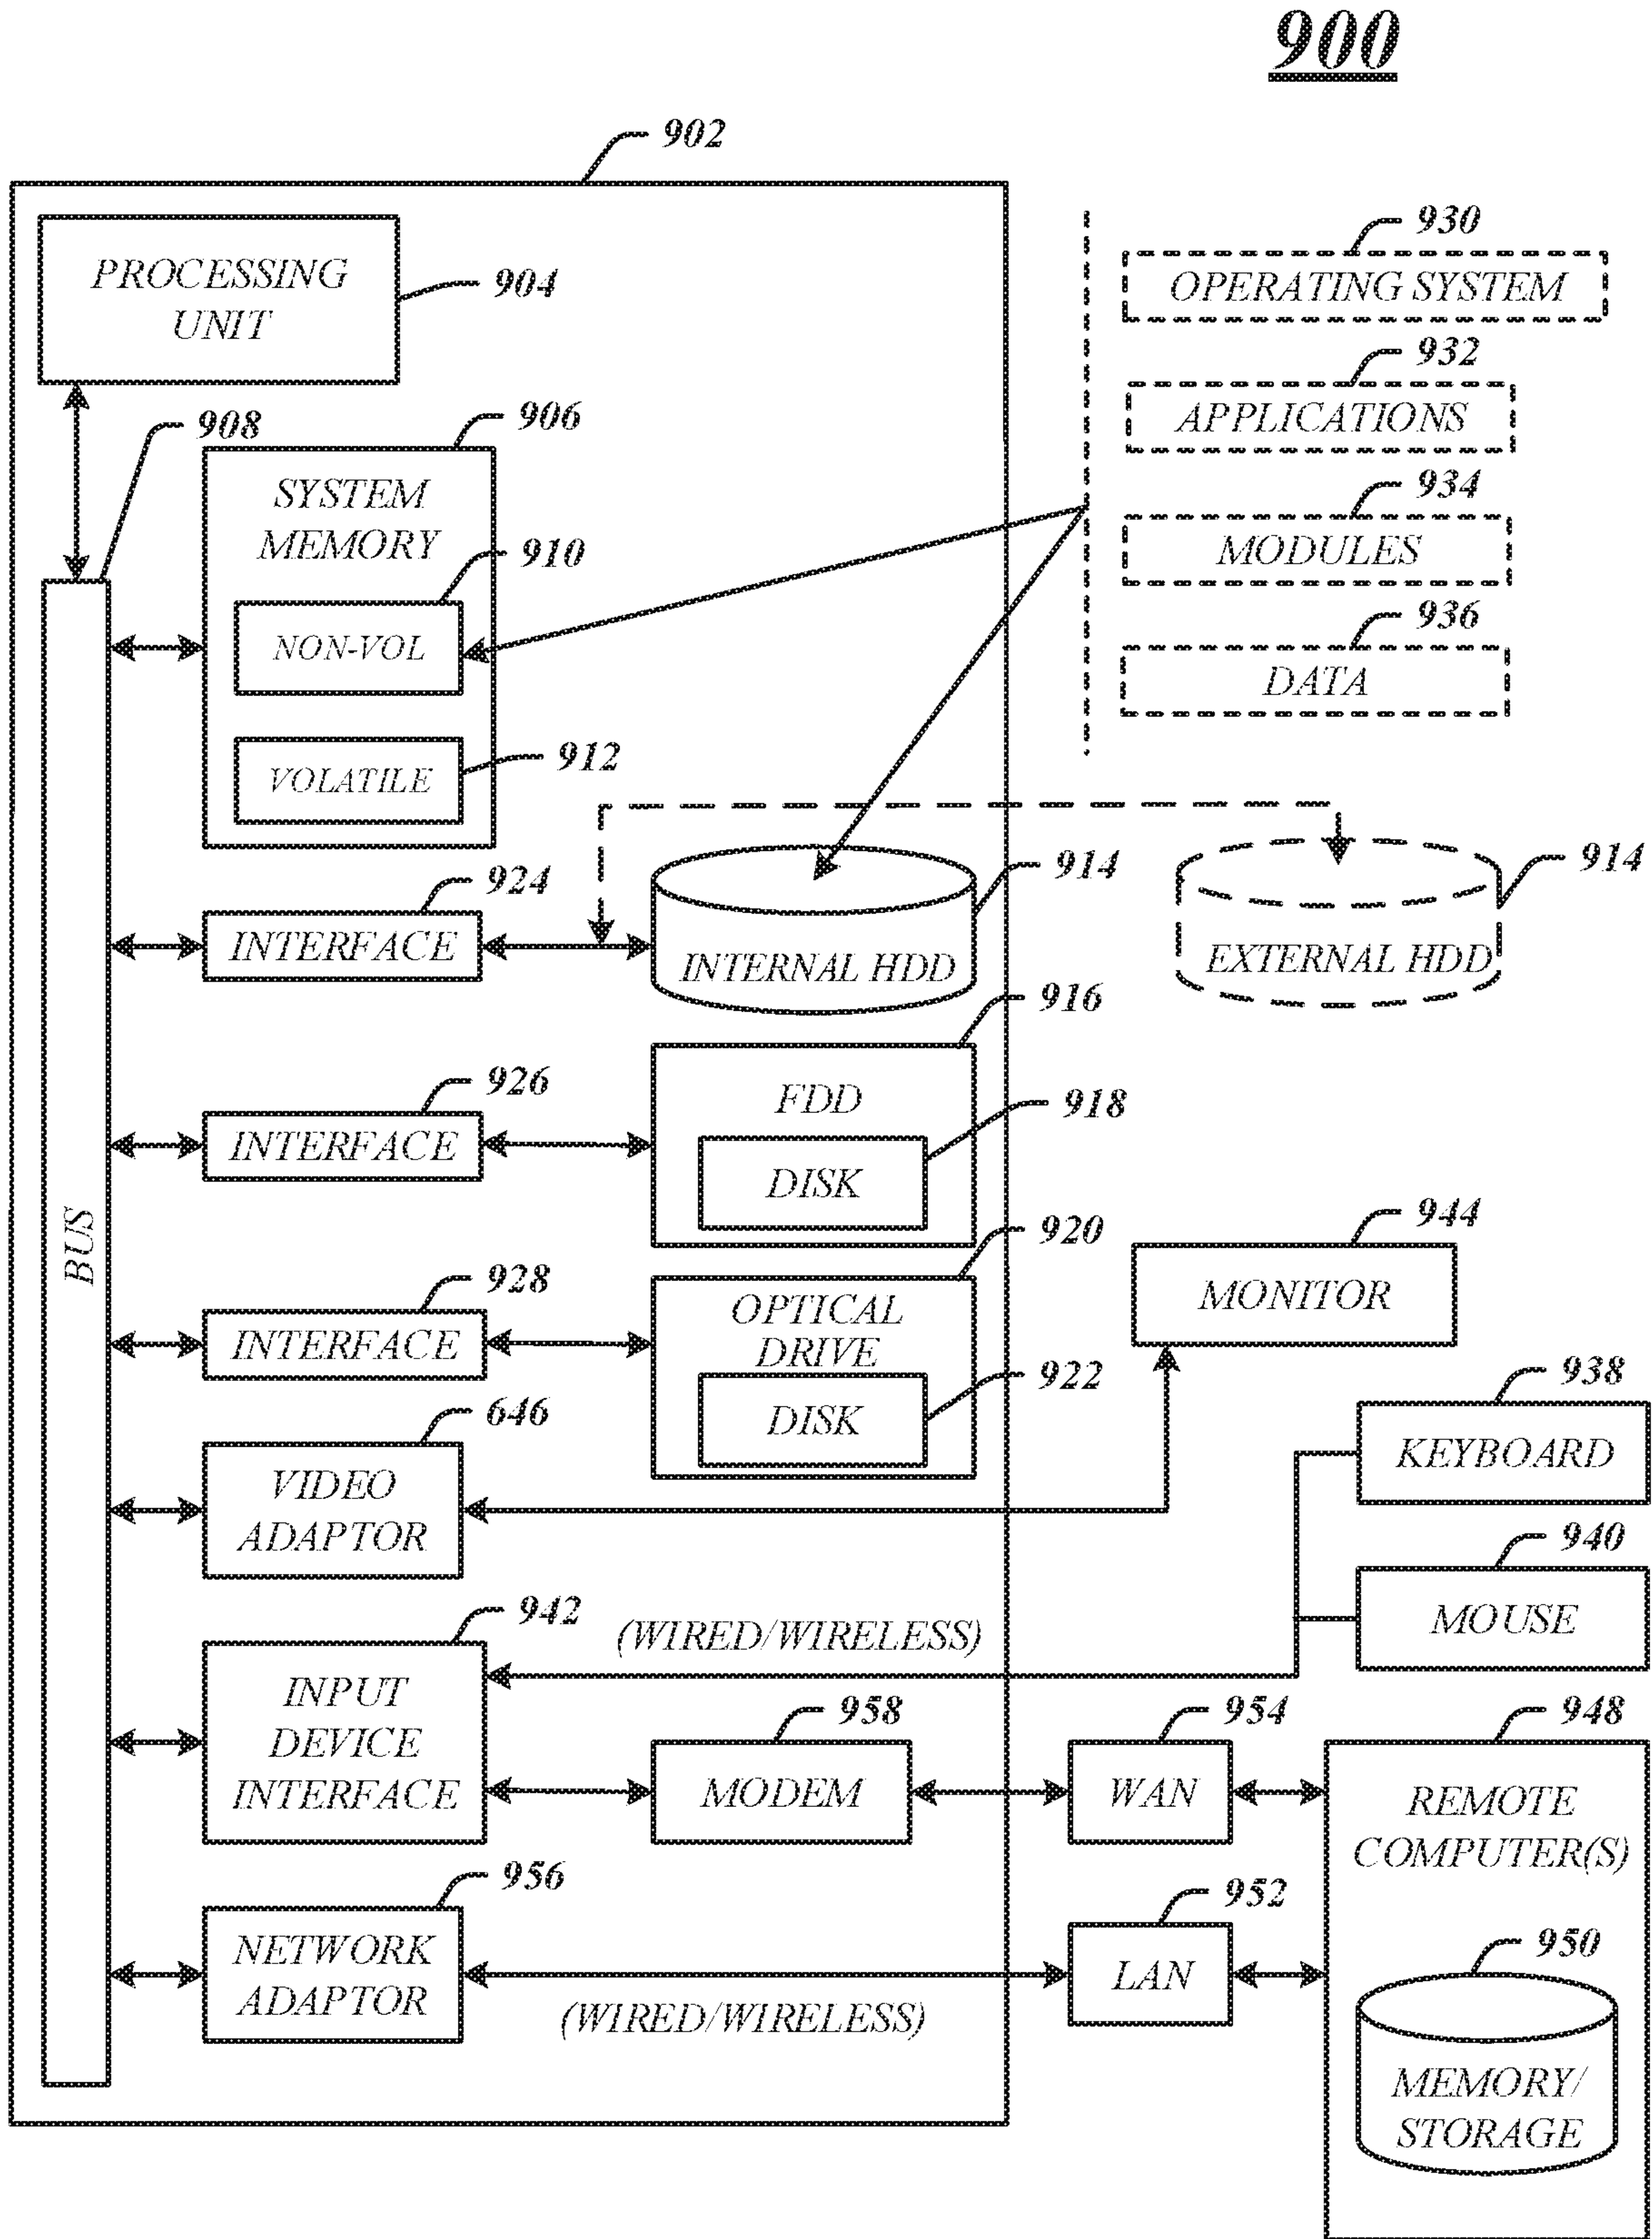 900
902
PROCESSING
UNIT
904
930
OPERATING SYSTEM
932
APPLICATIONS
934
MODULES
936
DATA
908
906
SYSTEM
MEMORY
910
NON-VOL
912
VOLATILE
BUS
924
INTERFACE
914
INTERNAL HDD
914
EXTERNAL HDD
926
INTERFACE
916
FDD
918
DISK
928
INTERFACE
920
OPTICAL
DRIVE
922
DISK
944
MONITOR
646
VIDEO
ADAPTOR
938
KEYBOARD
940
MOUSE
942
INPUT
DEVICE
INTERFACE
(WIRED/WIRELESS)
958
MODEM
954
WAN
948
REMOTE
COMPUTER(S)
956
NETWORK
ADAPTOR
(WIRED/WIRELESS)
952
LAN
950
MEMORY/
STORAGE